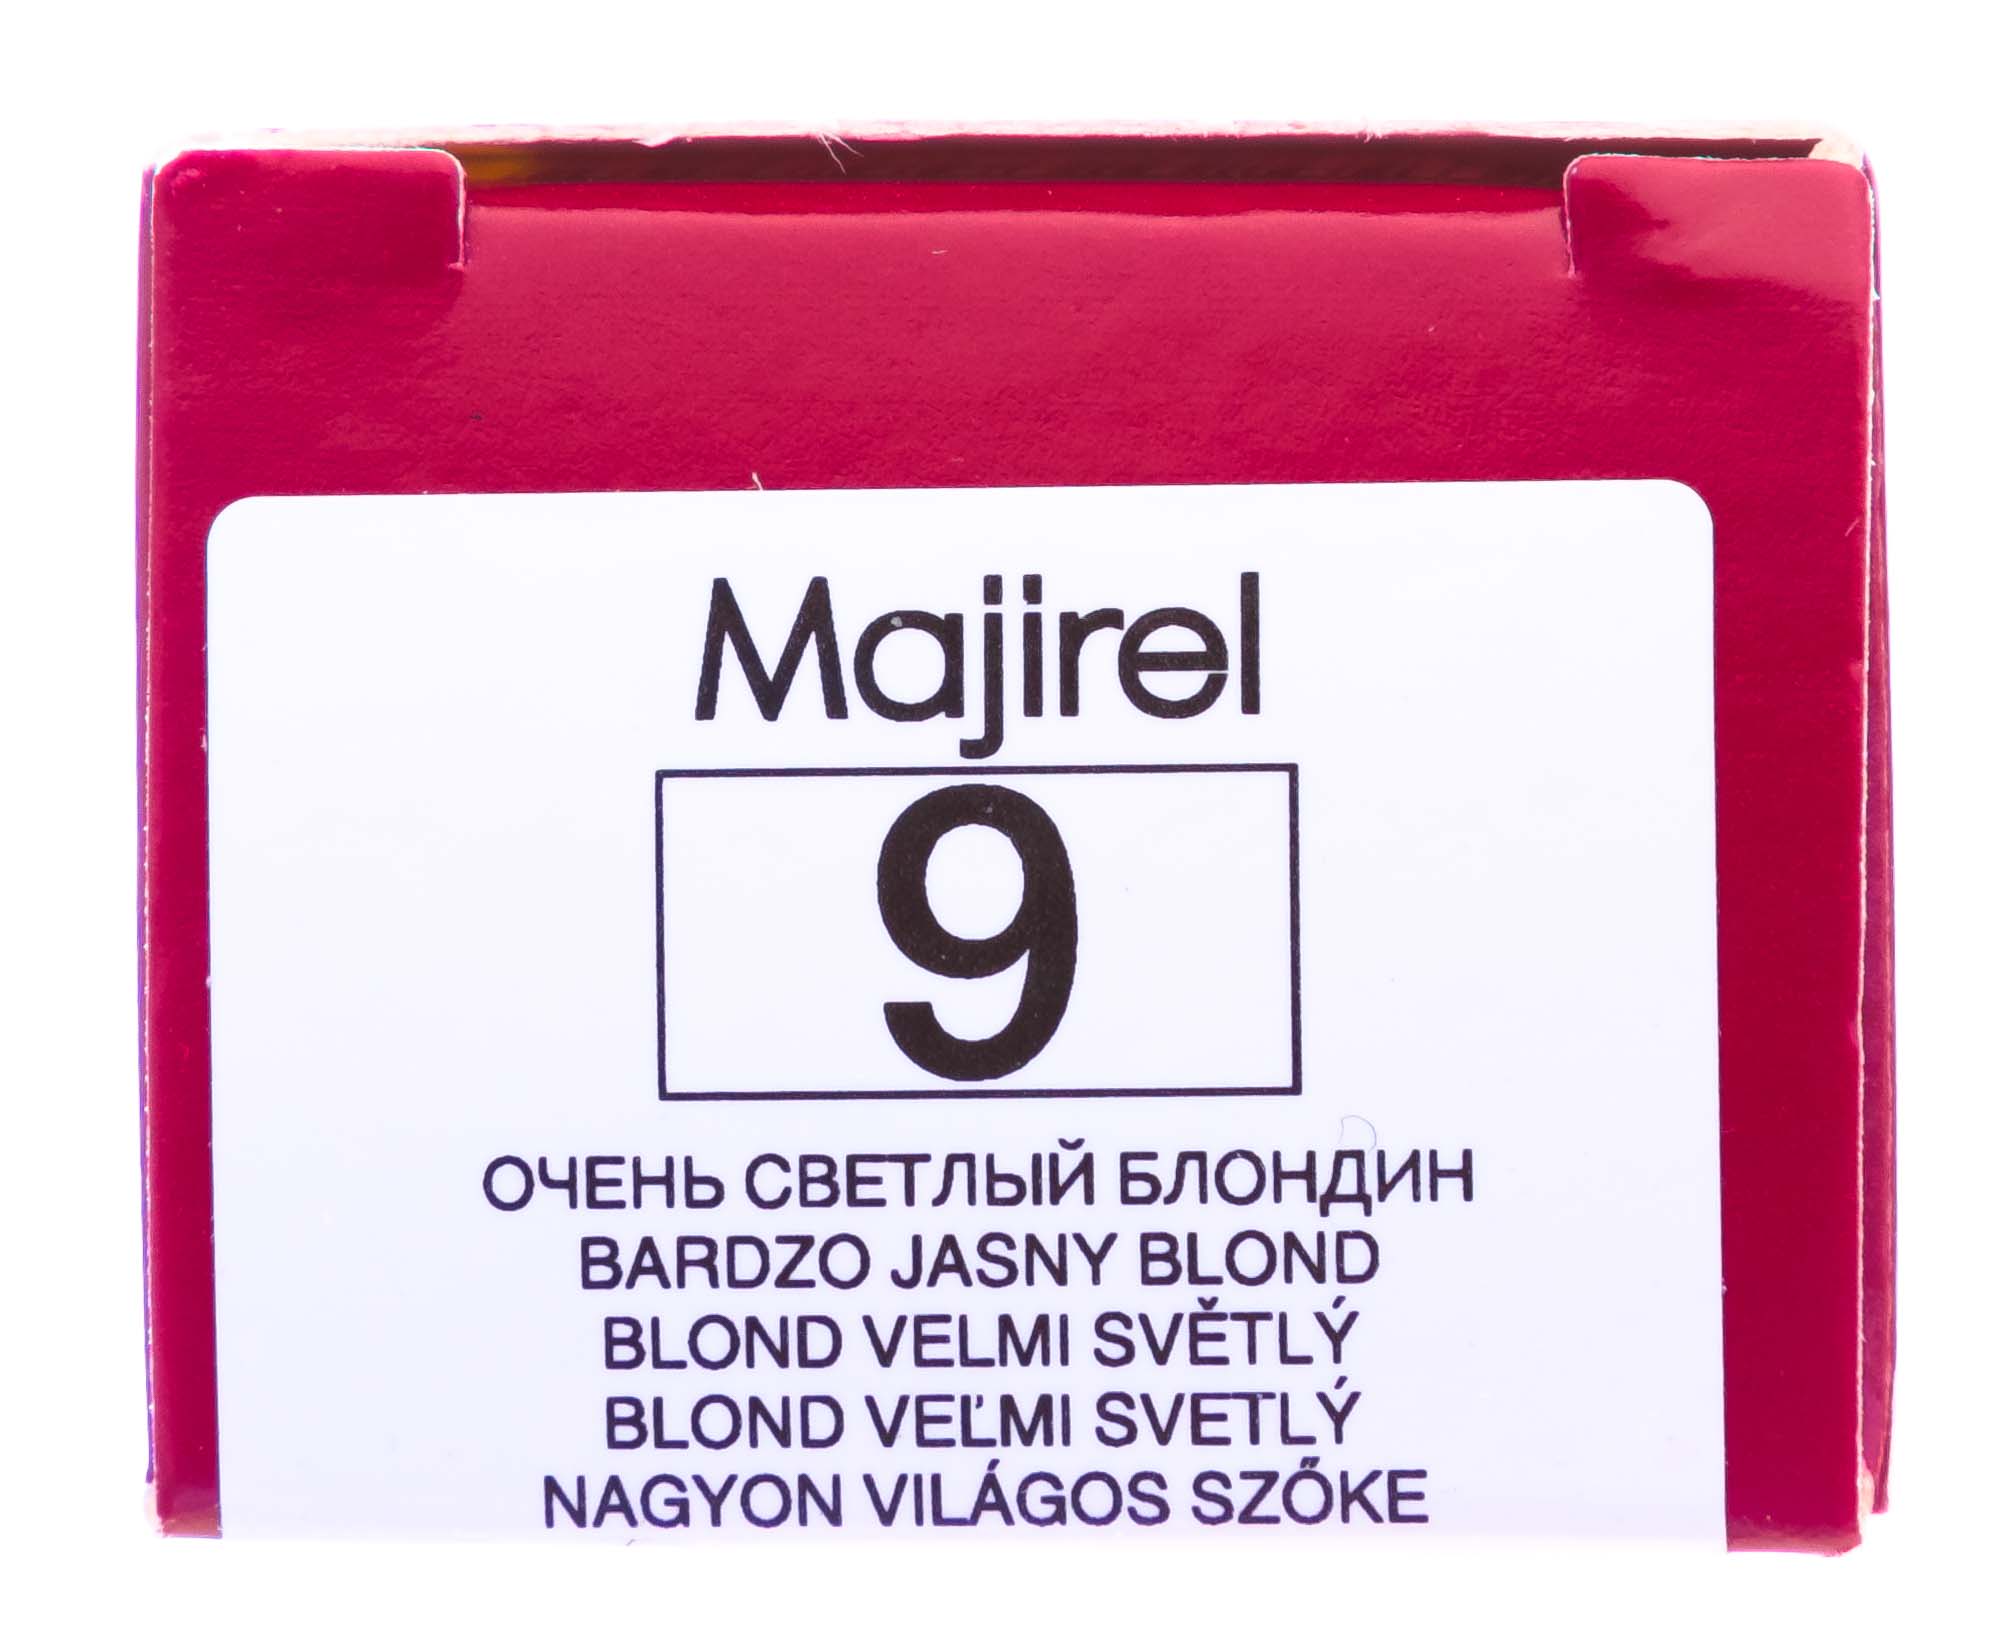 Majirel
9
ОЧЕНЬ СВЕТЛЫЙ БЛОНДИН
BARDZO JASNY BLOND
BLOND VELMI SVĚTLÝ
BLOND VEĽMI SVETLÝ
NAGYON VILÁGOS SZŐKE